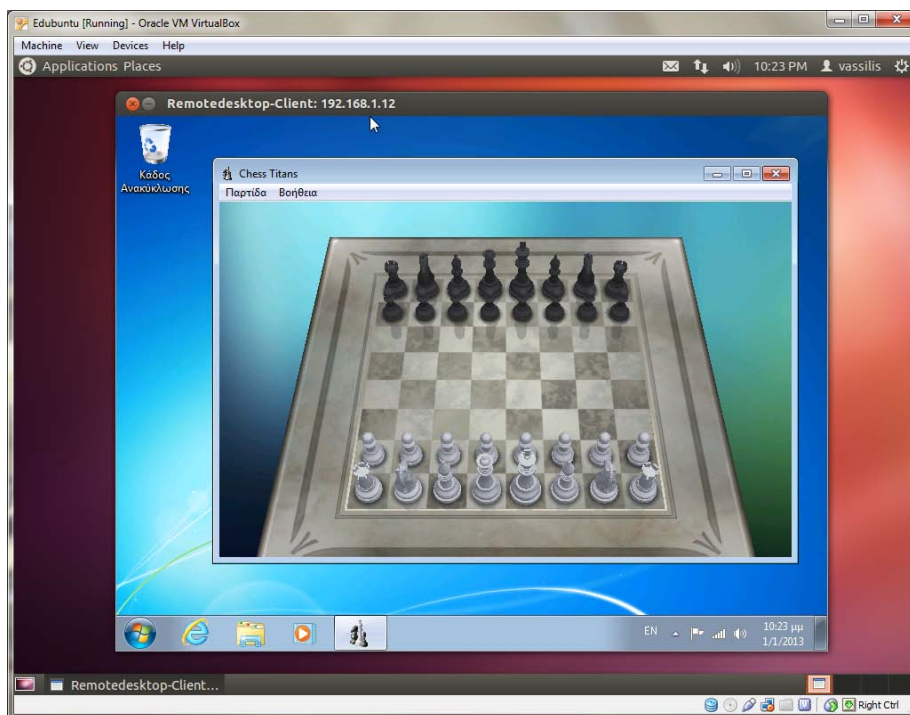 Edubuntu [Running] - Oracle VM VirtualBox
Machine View Devices Help
Applications Places 10:23 PM vassilis
Remotedesktop-Client: 192.168.1.12
Κάδος
Ανακύκλωσης
Chess Titans
Παρτίδα Βοήθεια
EN 10:23 μμ
1/1/2013
Remotedesktop-Client...
Right Ctrl